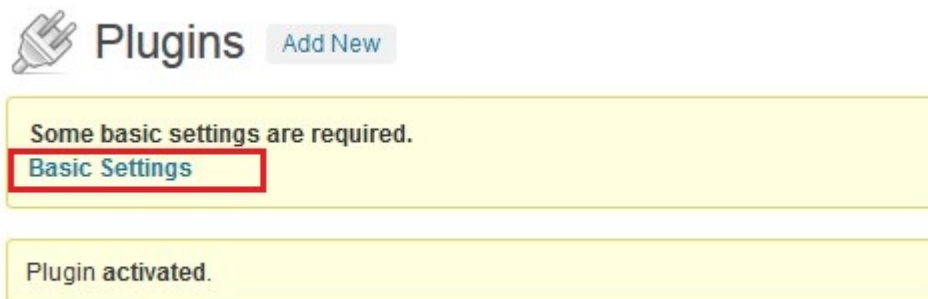 Plugins Add New
Some basic settings are required.
Basic Settings
Plugin activated.